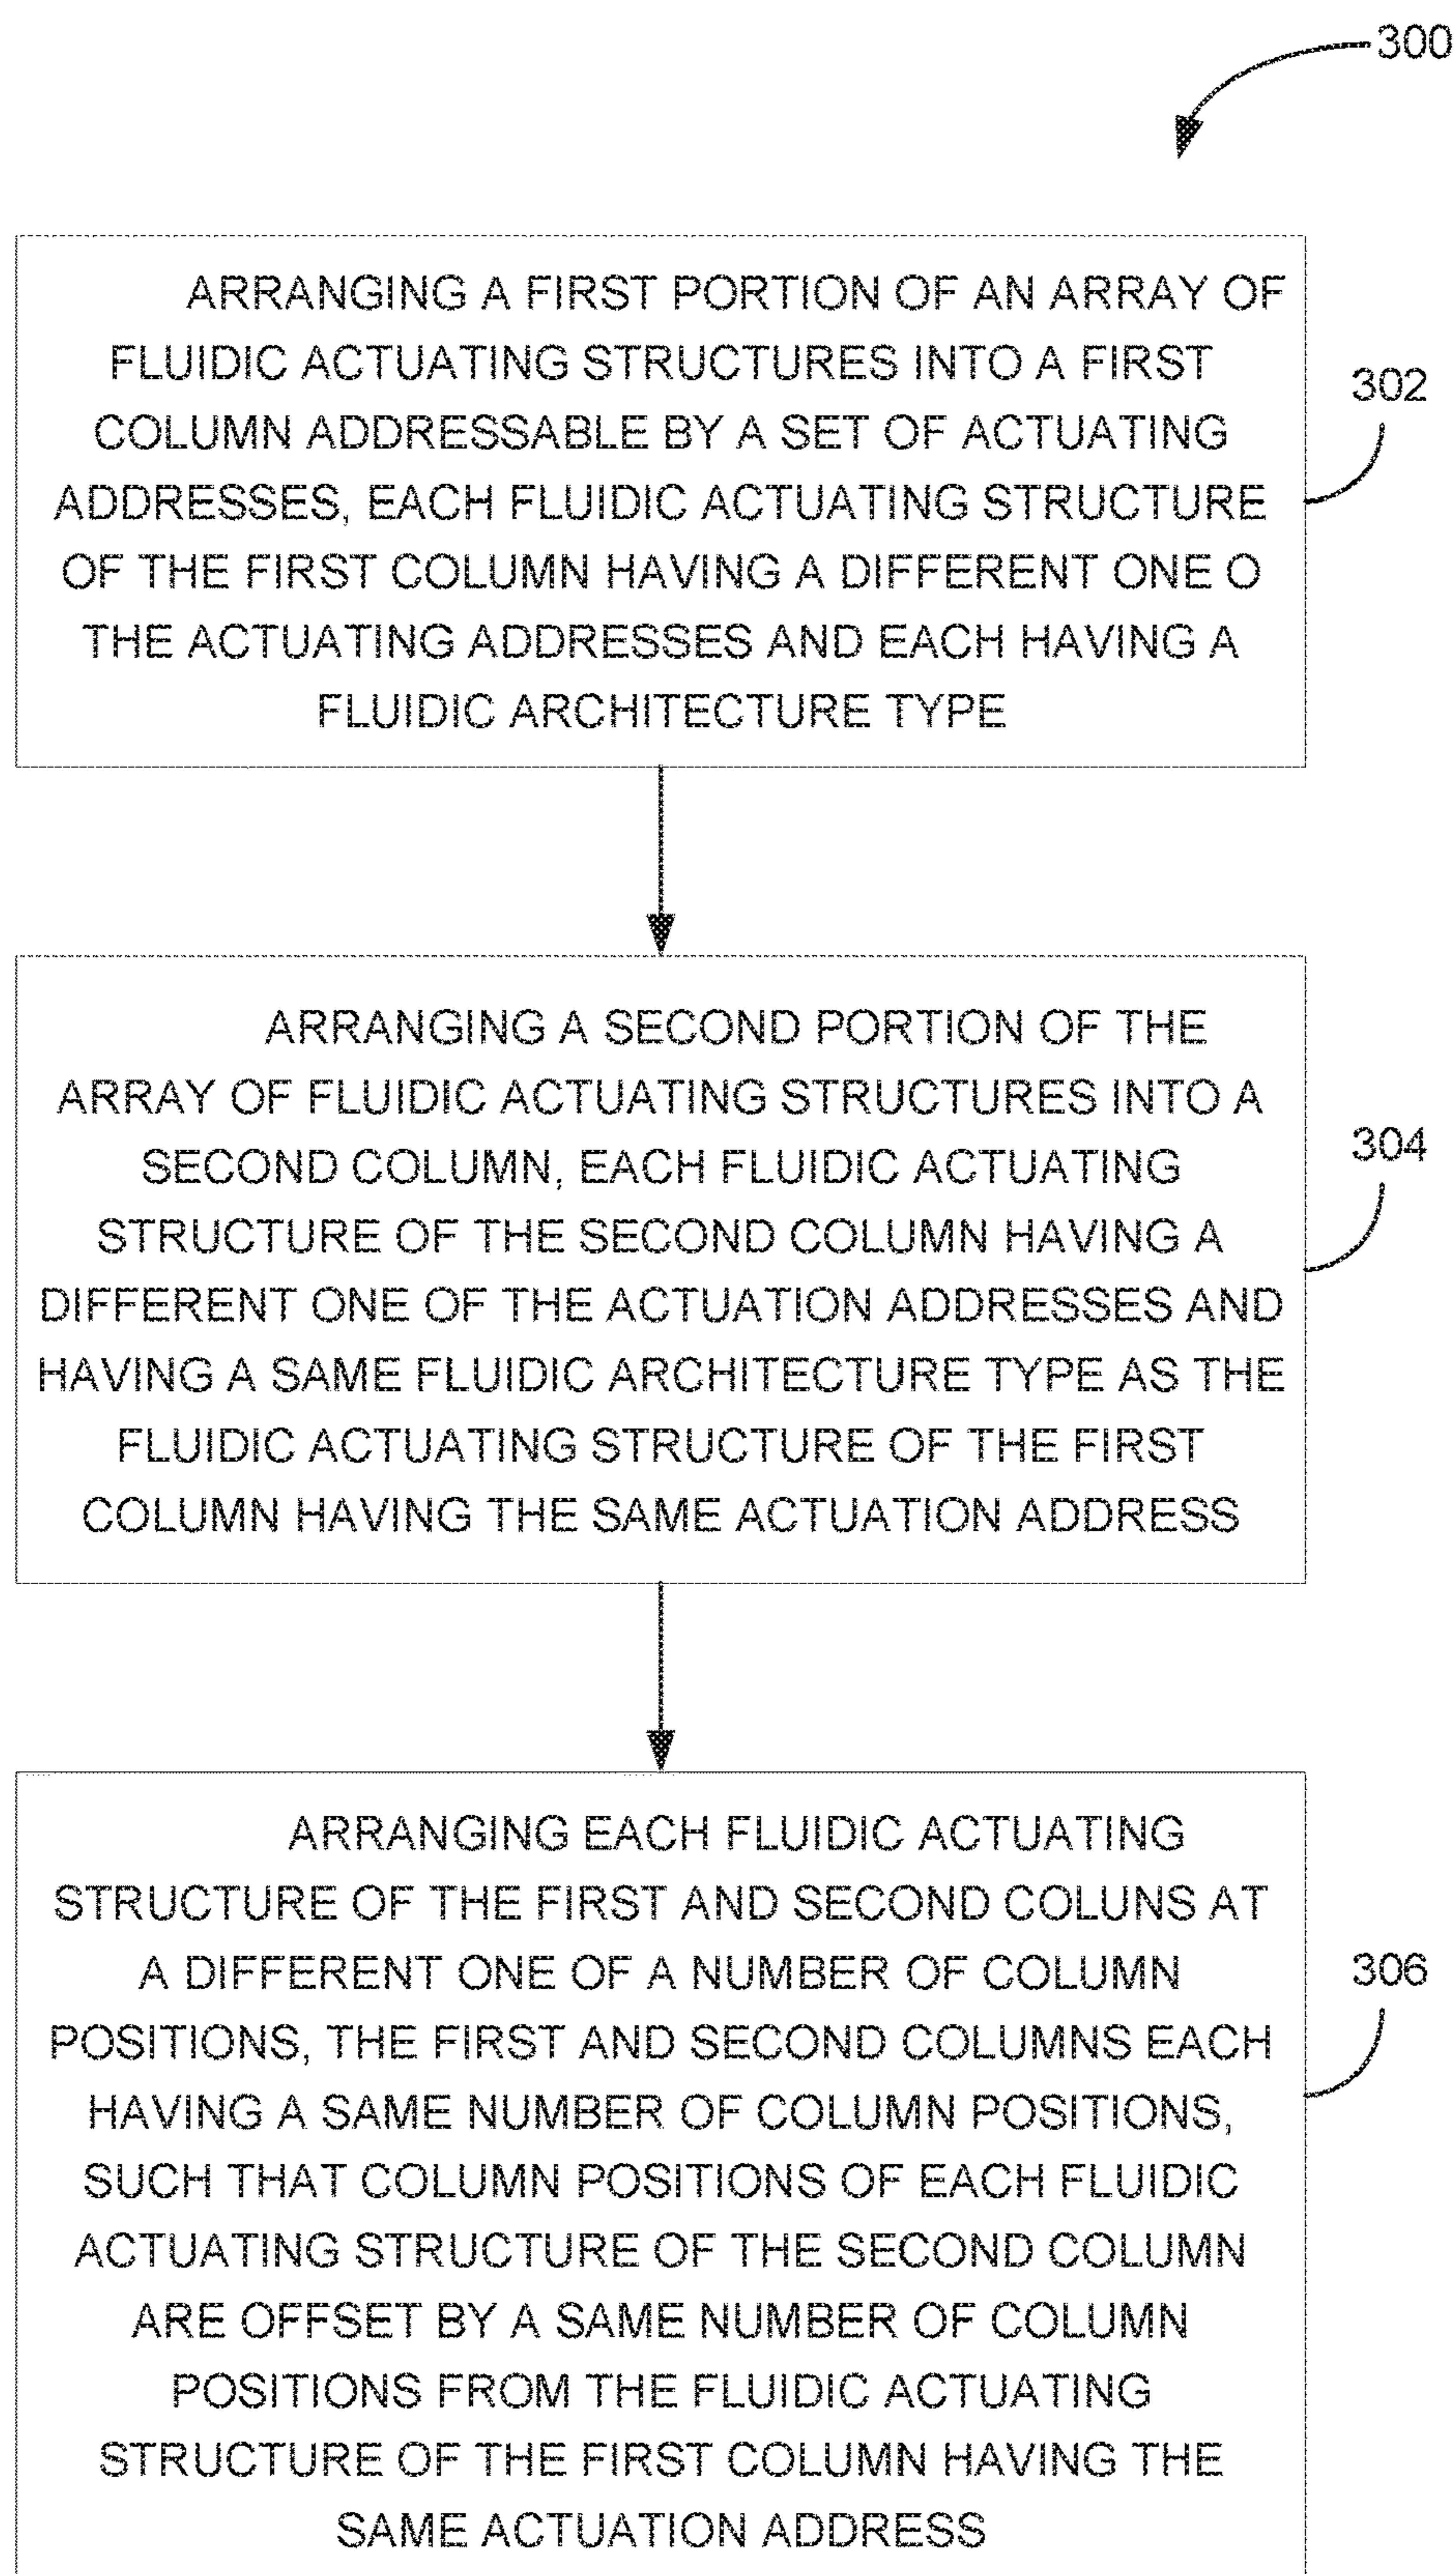 300
ARRANGING A FIRST PORTION OF AN ARRAY OF
FLUIDIC ACTUATING STRUCTURES INTO A FIRST
COLUMN ADDRESSABLE BY A SET OF ACTUATING
ADDRESSES, EACH FLUIDIC ACTUATING STRUCTURE
OF THE FIRST COLUMN HAVING A DIFFERENT ONE O
THE ACTUATING ADDRESSES AND EACH HAVING A
FLUIDIC ARCHITECTURE TYPE
302
ARRANGING A SECOND PORTION OF THE
ARRAY OF FLUIDIC ACTUATING STRUCTURES INTO A
SECOND COLUMN, EACH FLUIDIC ACTUATING
STRUCTURE OF THE SECOND COLUMN HAVING A
DIFFERENT ONE OF THE ACTUATION ADDRESSES AND
HAVING A SAME FLUIDIC ARCHITECTURE TYPE AS THE
FLUIDIC ACTUATING STRUCTURE OF THE FIRST
COLUMN HAVING THE SAME ACTUATION ADDRESS
304
ARRANGING EACH FLUIDIC ACTUATING
STRUCTURE OF THE FIRST AND SECOND COLUNS AT
A DIFFERENT ONE OF A NUMBER OF COLUMN
POSITIONS, THE FIRST AND SECOND COLUMNS EACH
HAVING A SAME NUMBER OF COLUMN POSITIONS,
SUCH THAT COLUMN POSITIONS OF EACH FLUIDIC
ACTUATING STRUCTURE OF THE SECOND COLUMN
ARE OFFSET BY A SAME NUMBER OF COLUMN
POSITIONS FROM THE FLUIDIC ACTUATING
STRUCTURE OF THE FIRST COLUMN HAVING THE
SAME ACTUATION ADDRESS
306